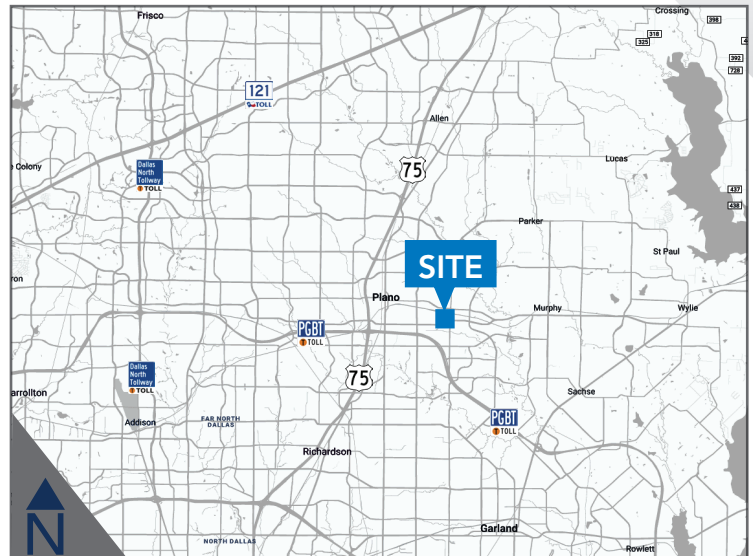 Frisco
Crossing
398
318
325
4
392
728
121
TOLL
Allen
e Colony
Dallas
North
Tollway
TOLL
75
Lucas
437
438
Parker
St Paul
SITE
ron
Plano
Murphy
Wylie
PGBT
TOLL
Dallas
North
Tollway
TOLL
75
arrollton
Sachse
Addison
FAR NORTH
DALLAS
PGBT
TOLL
Richardson
N
Garland
NORTH DALLAS
Rowlett